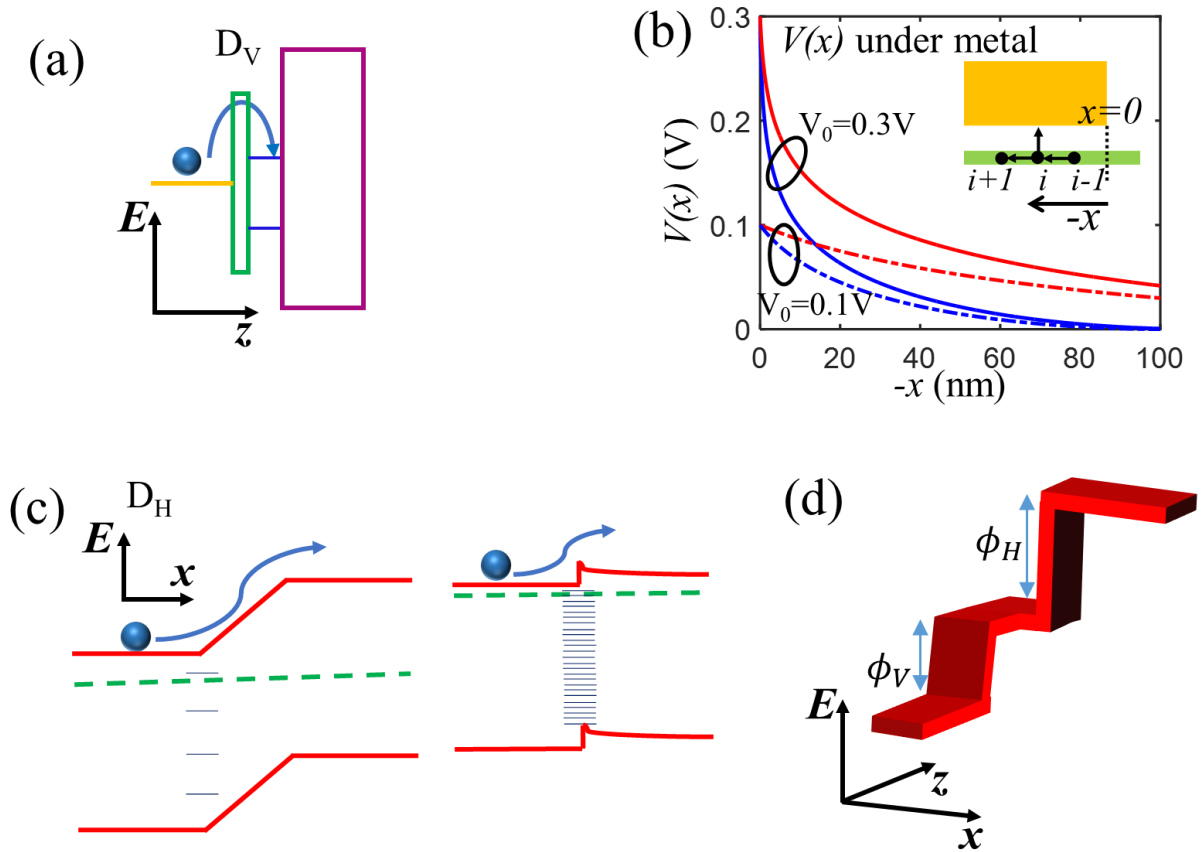 (a)
D_V
E
z
(b)
V(x) under metal
V(x) (V)
0.3
0.2
0.1
0
0
20
40
60
80
100
-x (nm)
V_0=0.3V
V_0=0.1V
x=0
i+1
i
i-1
-x
(c)
D_H
E
x
(d)
ϕ_H
ϕ_V
E
z
x